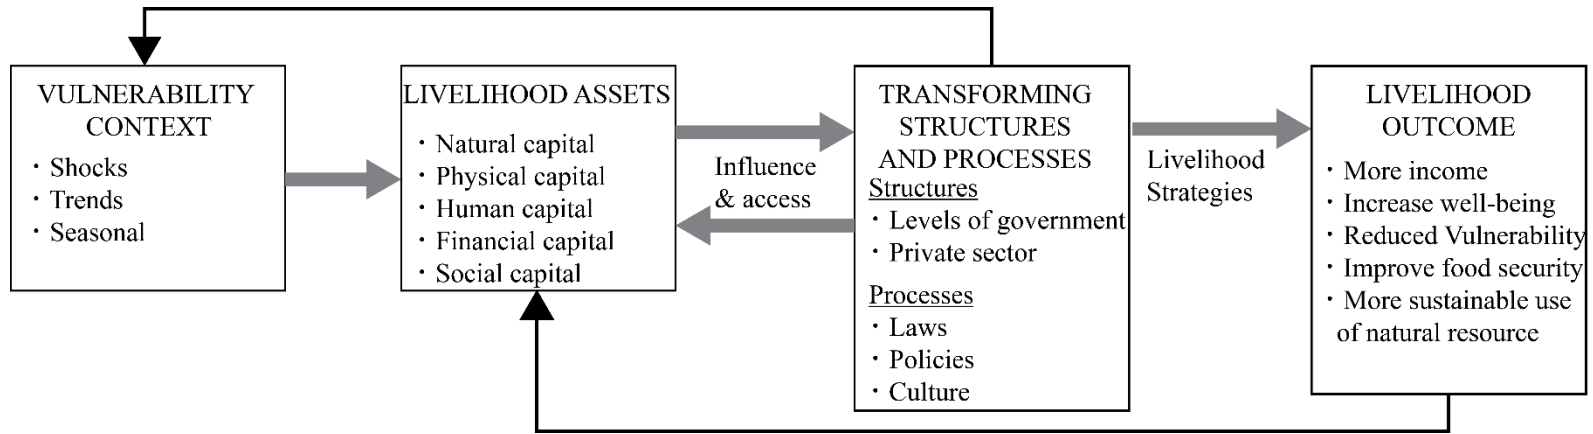 VULNERABILITY
CONTEXT
・Shocks
・Trends
・Seasonal
LIVELIHOOD ASSETS
・Natural capital
・Physical capital
・Human capital
・Financial capital
・Social capital
Influence
& access
TRANSFORMING
STRUCTURES
AND PROCESSES
Structures
・Levels of government
・Private sector
Processes
・Laws
・Policies
・Culture
Livelihood
Strategies
LIVELIHOOD
OUTCOME
・More income
・Increase well-being
・Reduced Vulnerability
・Improve food security
・More sustainable use
of natural resource